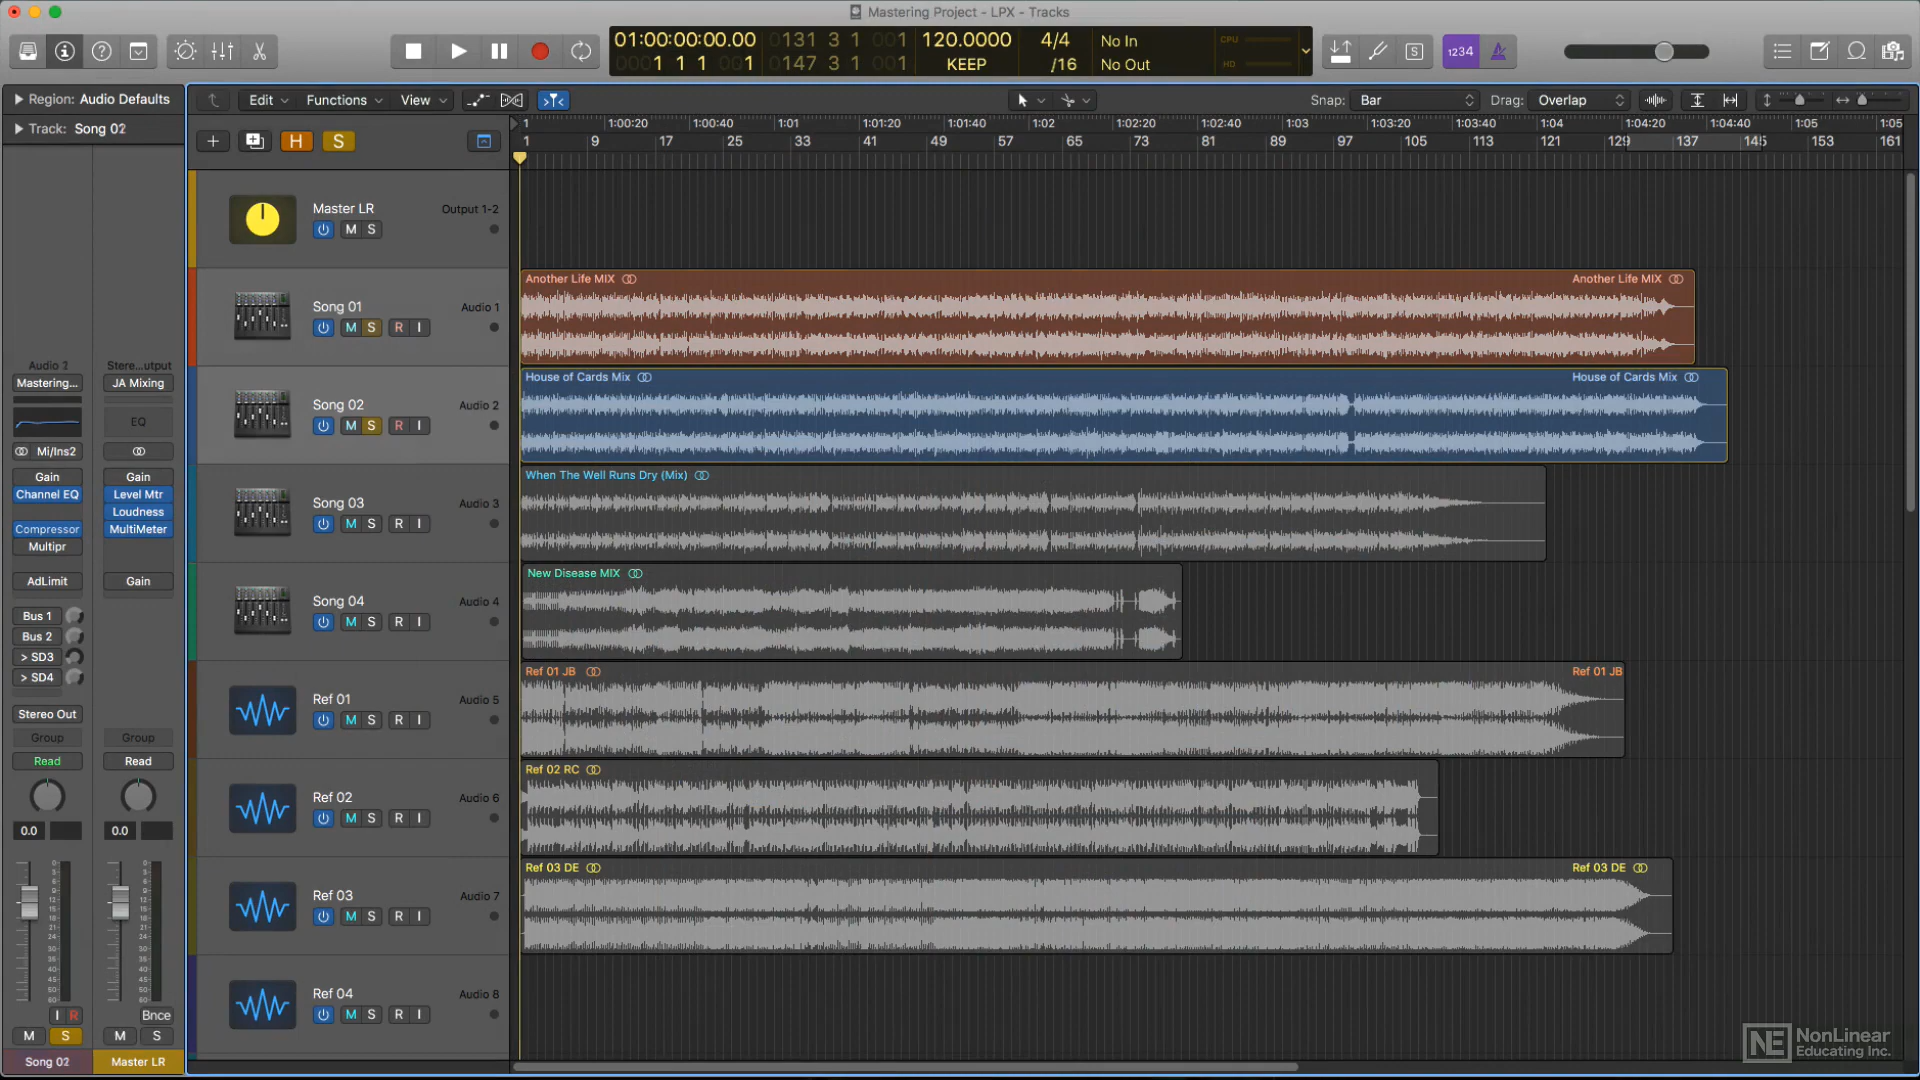 Mastering Project - LPX - Tracks
1234
01:00:00:00.00 0131 3 1 001 120.0000 4/4 No In CPU
0001 1 1 001 0147 3 1 001 KEEP /16 No Out HD
Region: Audio Defaults
Edit Functions View Snap: Bar Drag: Overlap
Track: Song 02
H S
1 1:00:20 1:00:40 1:01 1:01:20 1:01:40 1:02 1:02:20 1:02:40 1:03 1:03:20 1:03:40 1:04 1:04:20 1:04:40 1:05 1:05
1 9 17 25 33 41 49 57 65 73 81 89 97 105 113 121 129 137 145 153 161
Master LR Output 1-2
M S
Song 01 Audio 1
M S R I
Another Life MIX Another Life MIX
Song 02 Audio 2
M S R I
House of Cards Mix House of Cards Mix
Song 03 Audio 3
M S R I
When The Well Runs Dry (Mix)
Song 04 Audio 4
M S R I
New Disease MIX
Ref 01 Audio 5
M S R I
Ref 01 JB Ref 01 JB
Ref 02 Audio 6
M S R I
Ref 02 RC
Ref 03 Audio 7
M S R I
Ref 03 DE Ref 03 DE
Ref 04 Audio 8
M S R I
Audio 2 Stere...utput
Mastering... JA Mixing
EQ
Mi/Ins2
Gain Gain
Channel EQ Level Mtr
Loudness
Compressor MultiMeter
Multipr
AdLimit Gain
Bus 1
Bus 2
> SD3
> SD4
Stereo Out
Group Group
Read Read
0.0 0.0
I R Bnce
M S M S
Song 02 Master LR
NE NonLinear
Educating Inc.